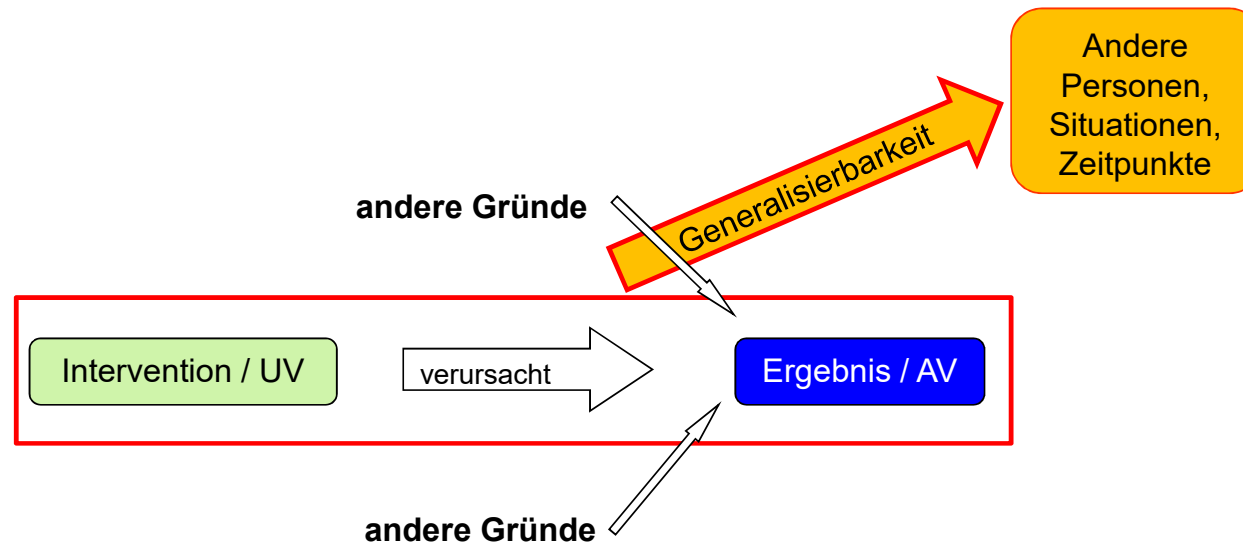 Andere
Personen,
Situationen,
Zeitpunkte
Generalisierbarkeit
andere Gründe
Intervention / UV
verursacht
Ergebnis / AV
andere Gründe